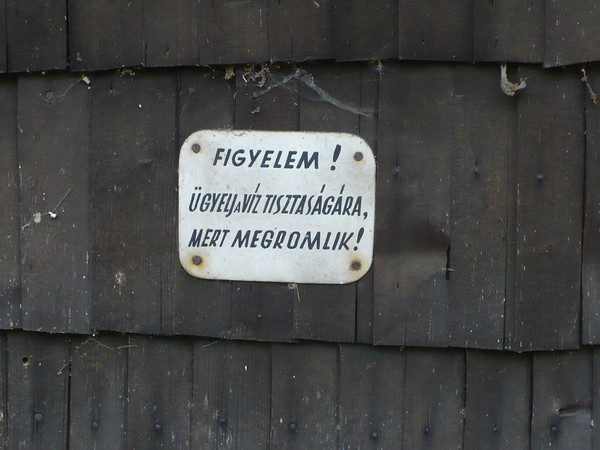 FIGYELEM !
ÜGYELJ A VÍZ TISZTASÁGÁRA,
MERT MEGROMLIK!